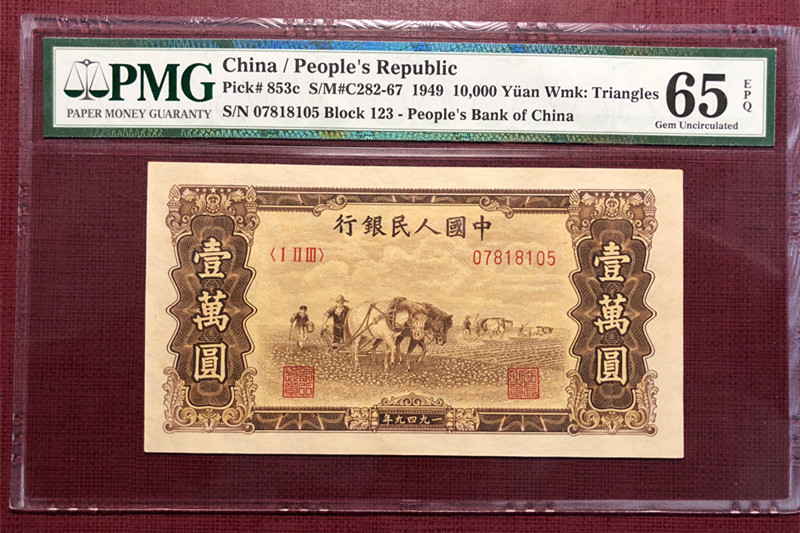 PMG
PAPER MONEY GUARANTY
China / People's Republic
Pick# 853c S/M#C282-67 1949 10,000 Yüan Wmk: Triangles
S/N 07818105 Block 123 - People's Bank of China
65 EPQ
Gem Uncirculated
行銀民人國中
〈I II III〉 07818105
壹萬圓
壹萬圓
年九四九一